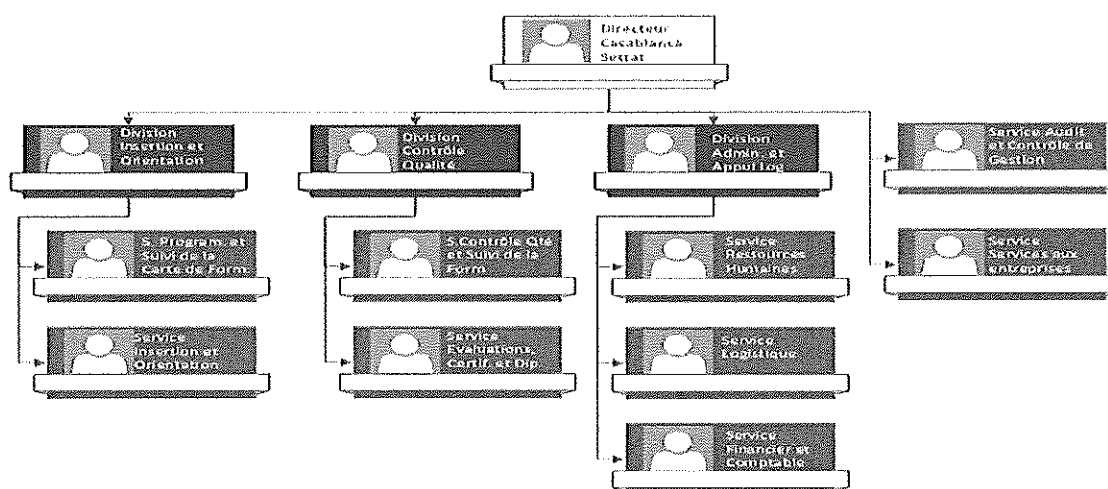 Directeur
Casablanca
Settat
Division
Insertion et
Orientation
Division
Contrôle
Qualité
Division
Admin- et
Appui Log
Service Audit
et Contrôle de
Gestion
Service
Services aux
entreprises
S. Program. et
Suivi de la
Carte de Form
S Contrôle Qté
et Suivi de la
Form
Service
Ressources
Humaines
Service
Insertion et
Orientation
Service
Evaluations,
Certif et Dip
Service
Logistique
Service
Financier et
Comptable